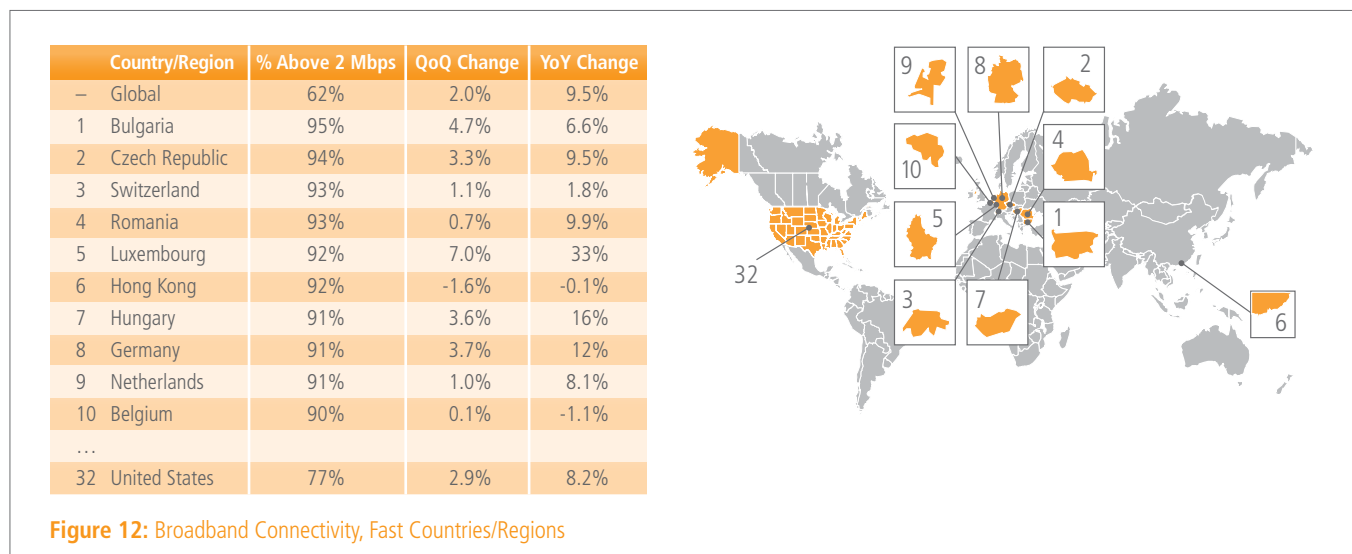 Country/Region % Above 2 Mbps QoQ Change YoY Change
– Global 62% 2.0% 9.5%
1 Bulgaria 95% 4.7% 6.6%
2 Czech Republic 94% 3.3% 9.5%
3 Switzerland 93% 1.1% 1.8%
4 Romania 93% 0.7% 9.9%
5 Luxembourg 92% 7.0% 33%
6 Hong Kong 92% -1.6% -0.1%
7 Hungary 91% 3.6% 16%
8 Germany 91% 3.7% 12%
9 Netherlands 91% 1.0% 8.1%
10 Belgium 90% 0.1% -1.1%
…
32 United States 77% 2.9% 8.2%
Figure 12: Broadband Connectivity, Fast Countries/Regions
9 8 2
10 4
5 1
32
3 7
6